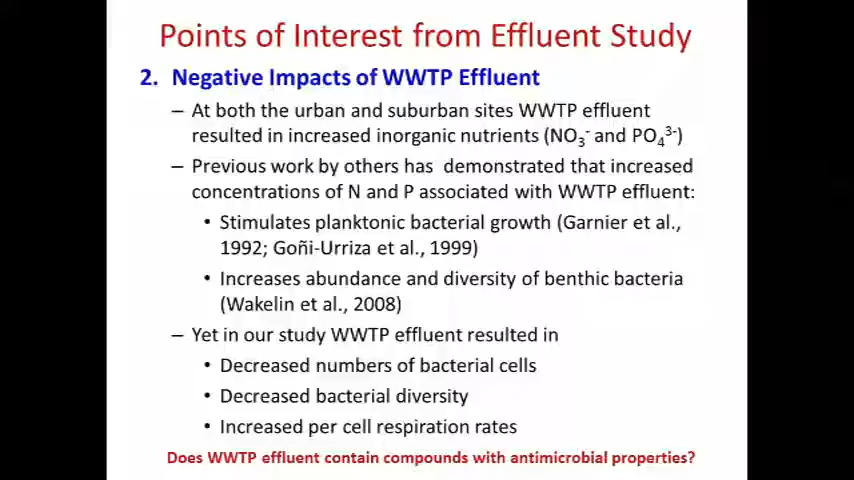 Points of Interest from Effluent Study
2. Negative Impacts of WWTP Effluent
– At both the urban and suburban sites WWTP effluent
resulted in increased inorganic nutrients (NO₃⁻ and PO₄³⁻)
– Previous work by others has demonstrated that increased
concentrations of N and P associated with WWTP effluent:
• Stimulates planktonic bacterial growth (Garnier et al.,
1992; Goñi-Urriza et al., 1999)
• Increases abundance and diversity of benthic bacteria
(Wakelin et al., 2008)
– Yet in our study WWTP effluent resulted in
• Decreased numbers of bacterial cells
• Decreased bacterial diversity
• Increased per cell respiration rates
Does WWTP effluent contain compounds with antimicrobial properties?